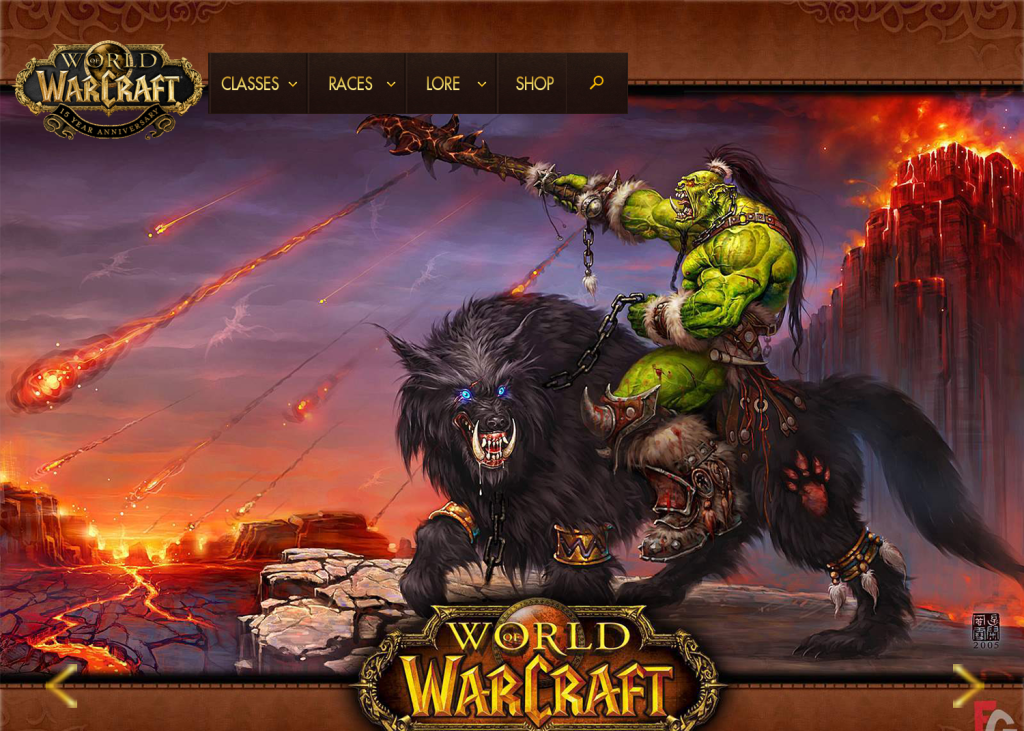 WORLD
OF
WARCRAFT
15 YEAR ANNIVERSARY
CLASSES RACES LORE SHOP
2005
WORLD
OF
WARCRAFT